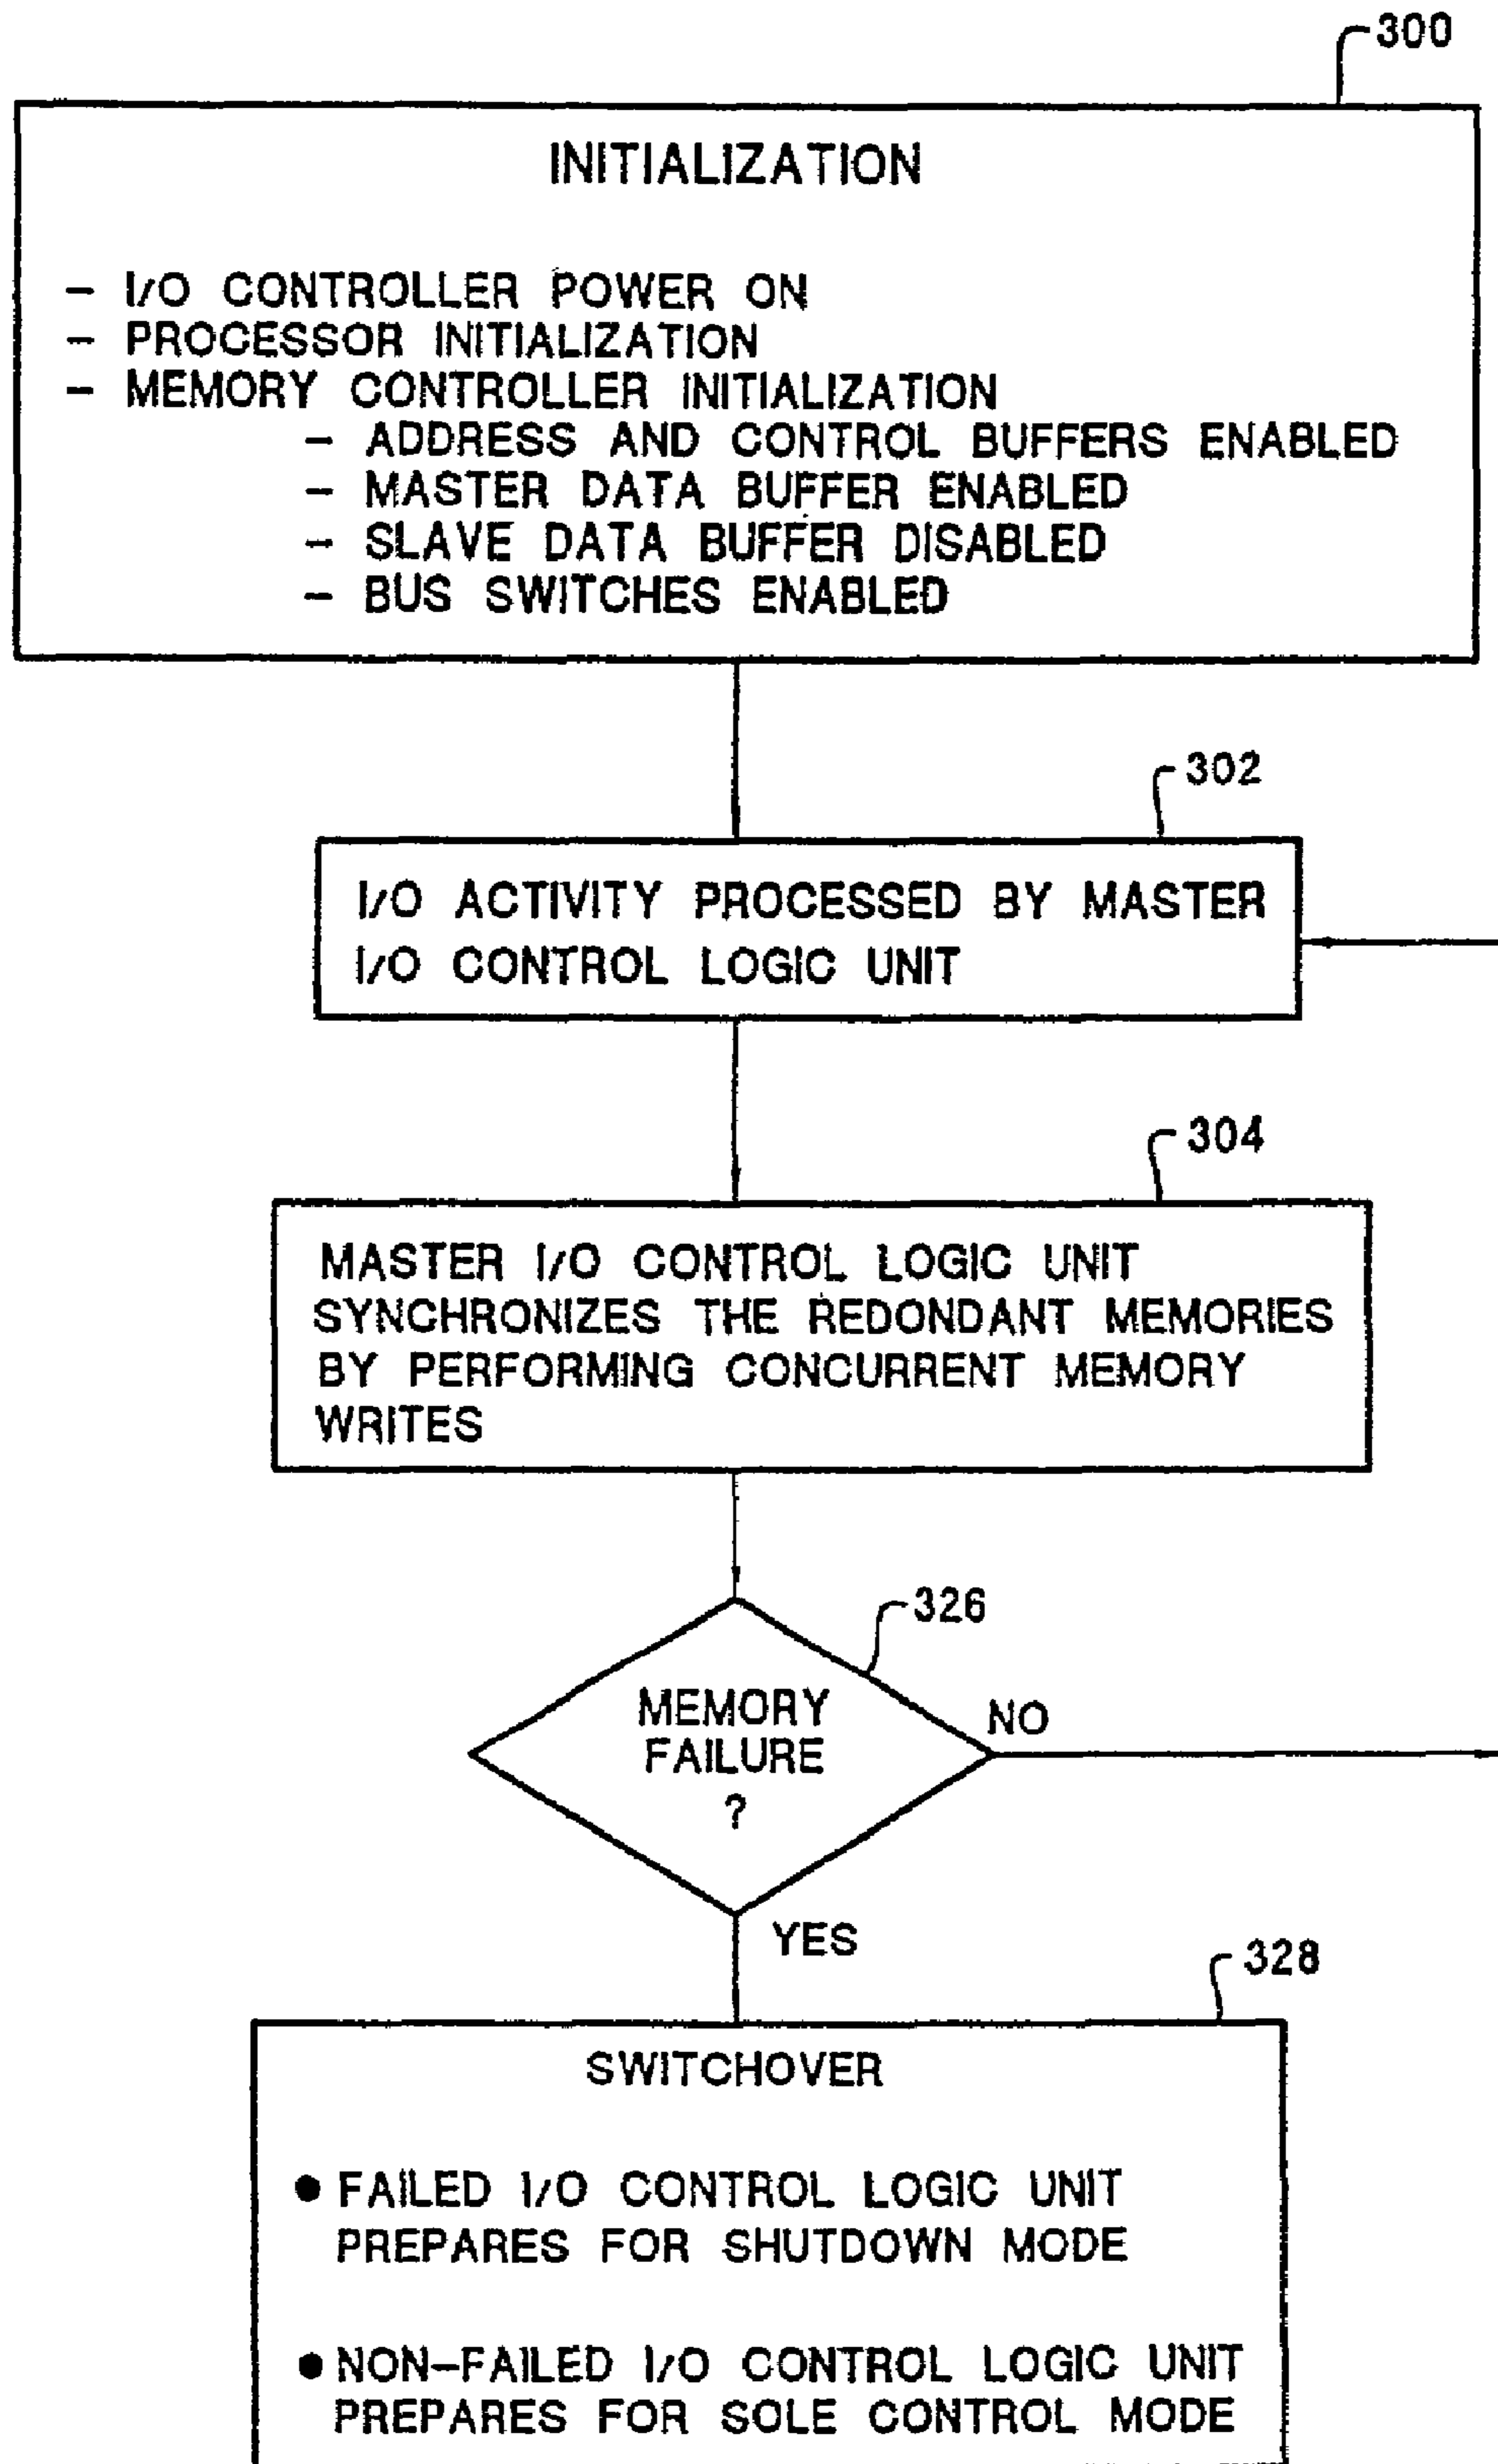 300
INITIALIZATION
- I/O CONTROLLER POWER ON
- PROCESSOR INITIALIZATION
- MEMORY CONTROLLER INITIALIZATION
- ADDRESS AND CONTROL BUFFERS ENABLED
- MASTER DATA BUFFER ENABLED
- SLAVE DATA BUFFER DISABLED
- BUS SWITCHES ENABLED
302
I/O ACTIVITY PROCESSED BY MASTER
I/O CONTROL LOGIC UNIT
304
MASTER I/O CONTROL LOGIC UNIT
SYNCHRONIZES THE REDONDANT MEMORIES
BY PERFORMING CONCURRENT MEMORY
WRITES
326
MEMORY
FAILURE
?
NO
YES
328
SWITCHOVER
● FAILED I/O CONTROL LOGIC UNIT
PREPARES FOR SHUTDOWN MODE
● NON-FAILED I/O CONTROL LOGIC UNIT
PREPARES FOR SOLE CONTROL MODE